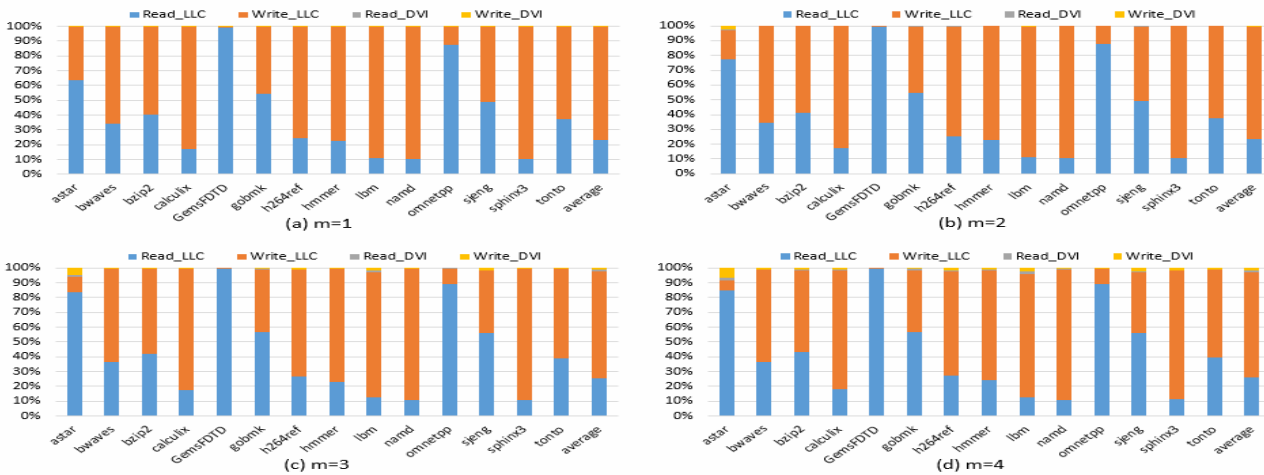 Read_LLC Write_LLC Read_DVI Write_DVI
100%
90%
80%
70%
60%
50%
40%
30%
20%
10%
0%
astar
bwaves
bzip2
calculix
GemsFDTD
gobmk
h264ref
hmmer
lbm
namd
omnetpp
sjeng
sphinx3
tonto
average
(a) m=1
Read_LLC Write_LLC Read_DVI Write_DVI
100%
90%
80%
70%
60%
50%
40%
30%
20%
10%
0%
astar
bwaves
bzip2
calculix
GemsFDTD
gobmk
h264ref
hmmer
lbm
namd
omnetpp
sjeng
sphinx3
tonto
average
(b) m=2
Read_LLC Write_LLC Read_DVI Write_DVI
100%
90%
80%
70%
60%
50%
40%
30%
20%
10%
0%
astar
bwaves
bzip2
calculix
GemsFDTD
gobmk
h264ref
hmmer
lbm
namd
omnetpp
sjeng
sphinx3
tonto
average
(c) m=3
Read_LLC Write_LLC Read_DVI Write_DVI
100%
90%
80%
70%
60%
50%
40%
30%
20%
10%
0%
astar
bwaves
bzip2
calculix
GemsFDTD
gobmk
h264ref
hmmer
lbm
namd
omnetpp
sjeng
sphinx3
tonto
average
(d) m=4